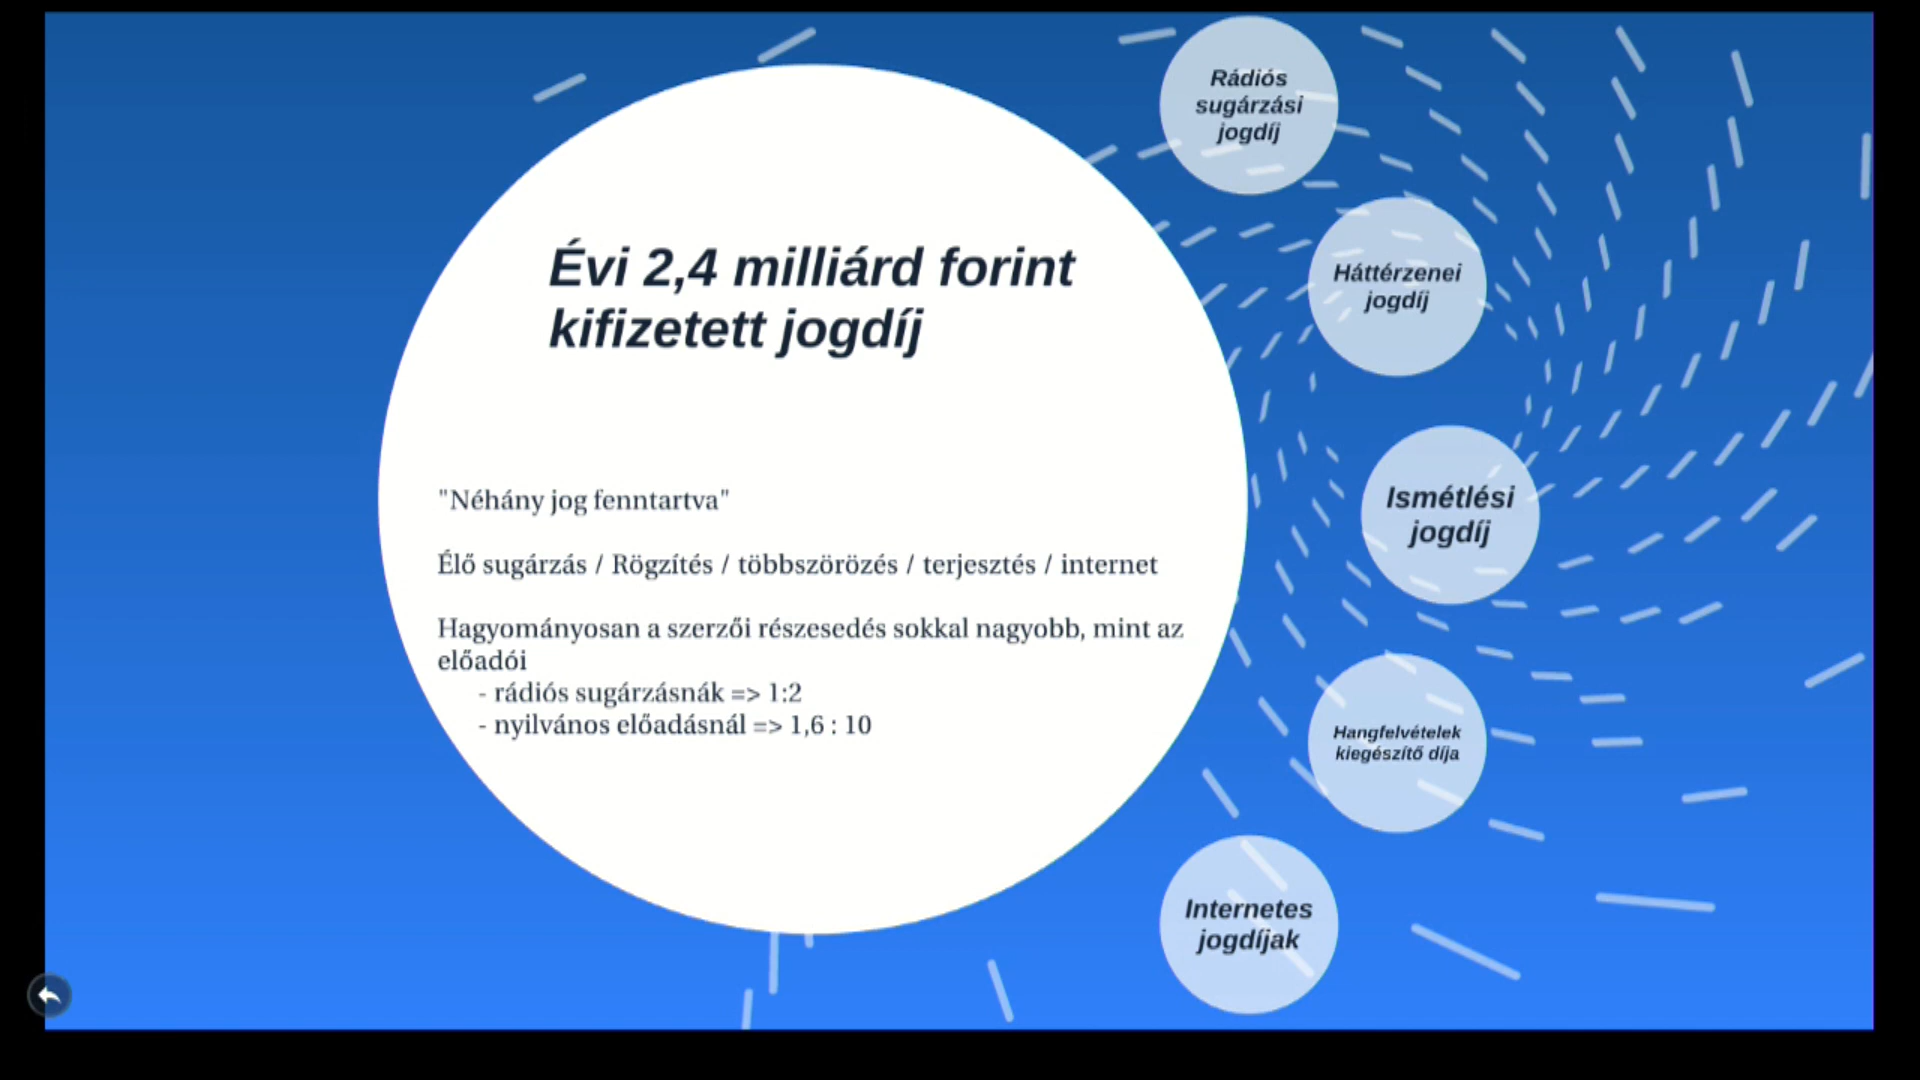 Évi 2,4 milliárd forint
kifizetett jogdíj
"Néhány jog fenntartva"
Élő sugárzás / Rögzítés / többszörözés / terjesztés / internet
Hagyományosan a szerzői részesedés sokkal nagyobb, mint az
előadói
- rádiós sugárzásnák => 1:2
- nyilvános előadásnál => 1,6 : 10
Rádiós
sugárzási
jogdíj
Háttérzenei
jogdíj
Ismétlési
jogdíj
Hangfelvételek
kiegészítő díja
Internetes
jogdíjak